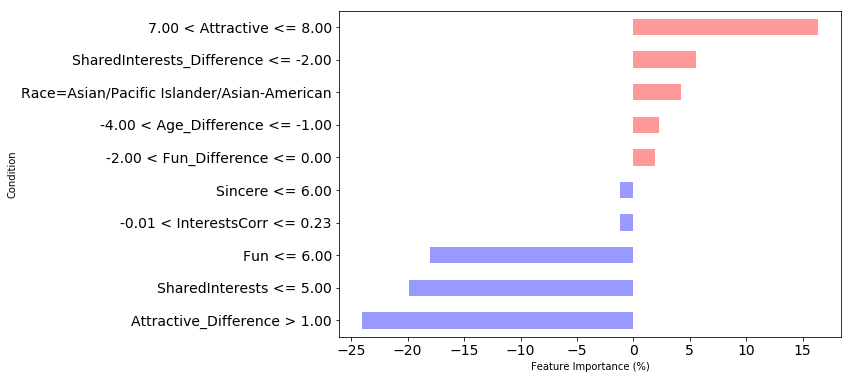 7.00 < Attractive <= 8.00
SharedInterests_Difference <= -2.00
Race=Asian/Pacific Islander/Asian-American
-4.00 < Age_Difference <= -1.00
-2.00 < Fun_Difference <= 0.00
Sincere <= 6.00
-0.01 < InterestsCorr <= 0.23
Fun <= 6.00
SharedInterests <= 5.00
Attractive_Difference > 1.00
Condition
−25 −20 −15 −10 −5 0 5 10 15
Feature Importance (%)